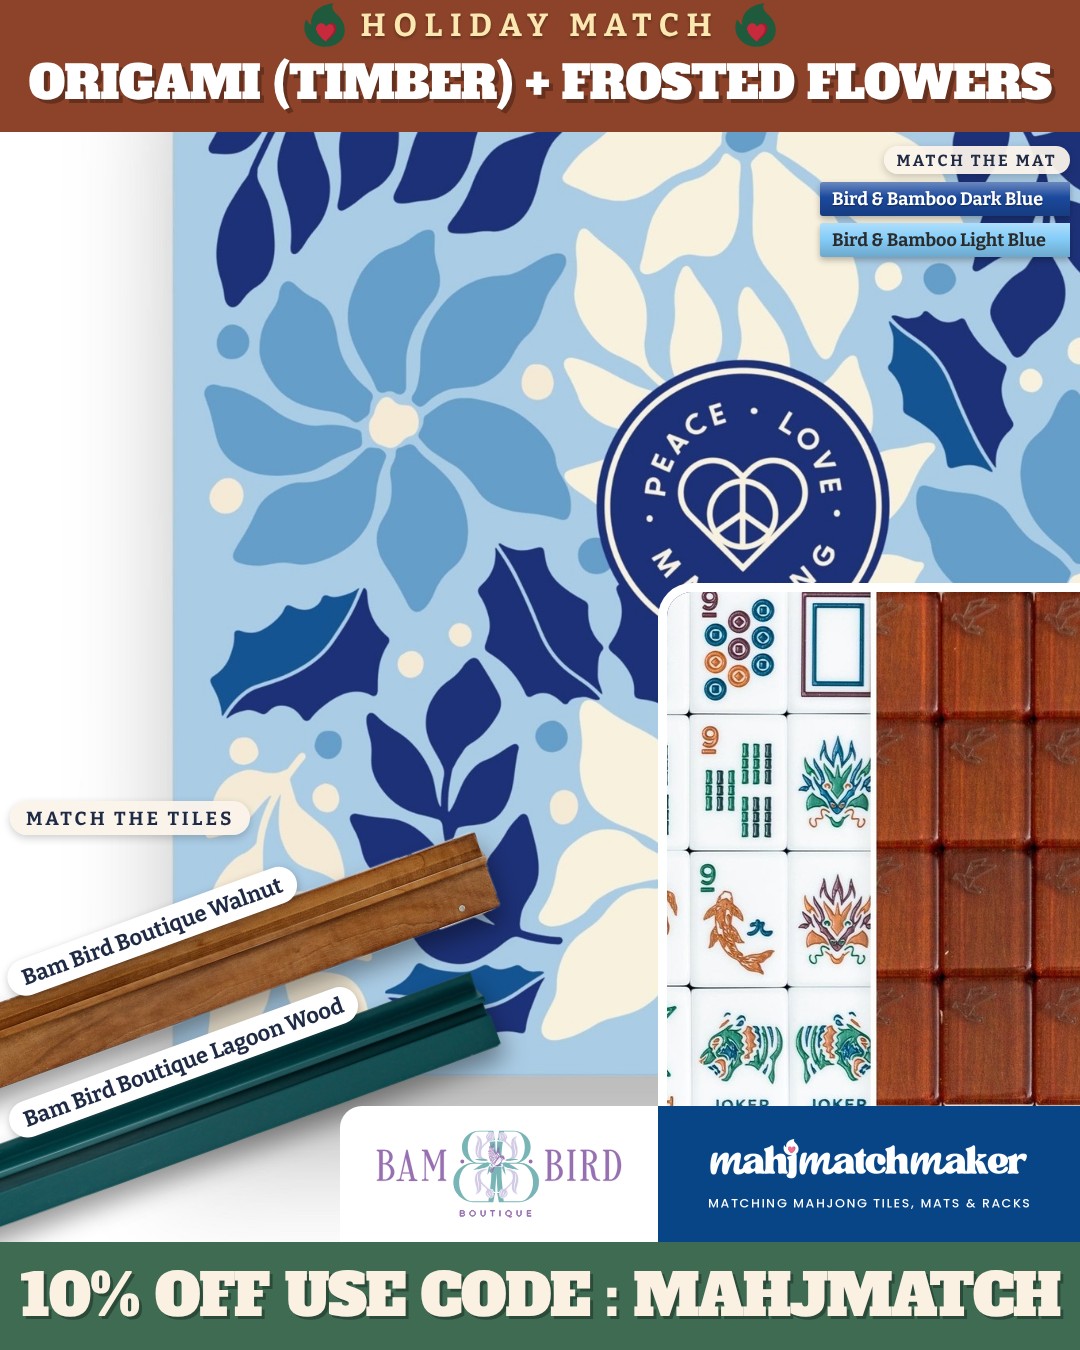 HOLIDAY MATCH
ORIGAMI (TIMBER) + FROSTED FLOWERS
MATCH THE MAT
Bird & Bamboo Dark Blue
Bird & Bamboo Light Blue
· PEACE · LOVE ·
9
9
9
九
JOKER
JOKER
MATCH THE TILES
Bam Bird Boutique Walnut
Bam Bird Boutique Lagoon Wood
BAM BIRD
BOUTIQUE
mahjmatchmaker
MATCHING MAHJONG TILES, MATS & RACKS
10% OFF USE CODE : MAHJMATCH